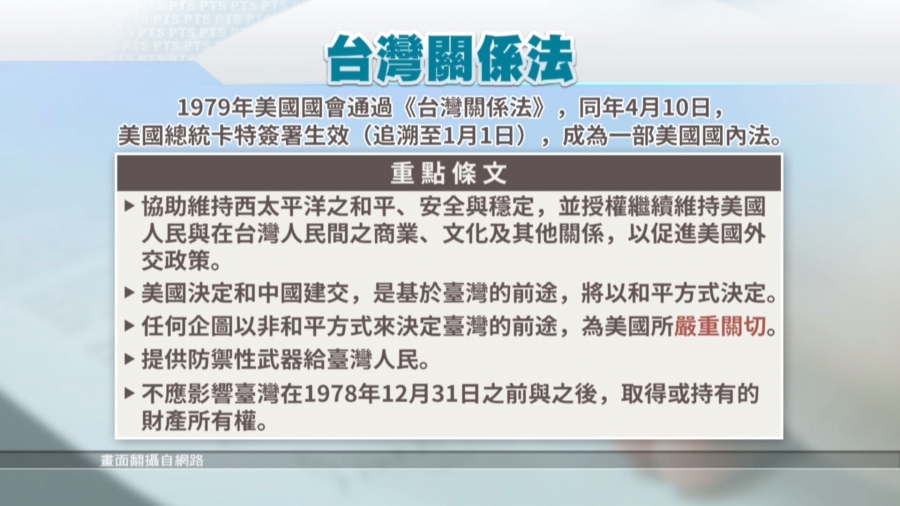 PTS PTS PTS PTS PTS
台灣關係法
1979年美國國會通過《台灣關係法》，同年4月10日，
美國總統卡特簽署生效（追溯至1月1日），成為一部美國國內法。
重點條文
▶協助維持西太平洋之和平、安全與穩定，並授權繼續維持美國
人民與在台灣人民間之商業、文化及其他關係，以促進美國外
交政策。
▶美國決定和中國建交，是基於臺灣的前途，將以和平方式決定。
▶任何企圖以非和平方式來決定臺灣的前途，為美國所嚴重關切。
▶提供防禦性武器給臺灣人民。
▶不應影響臺灣在1978年12月31日之前與之後，取得或持有的
財產所有權。
畫面翻攝自網路